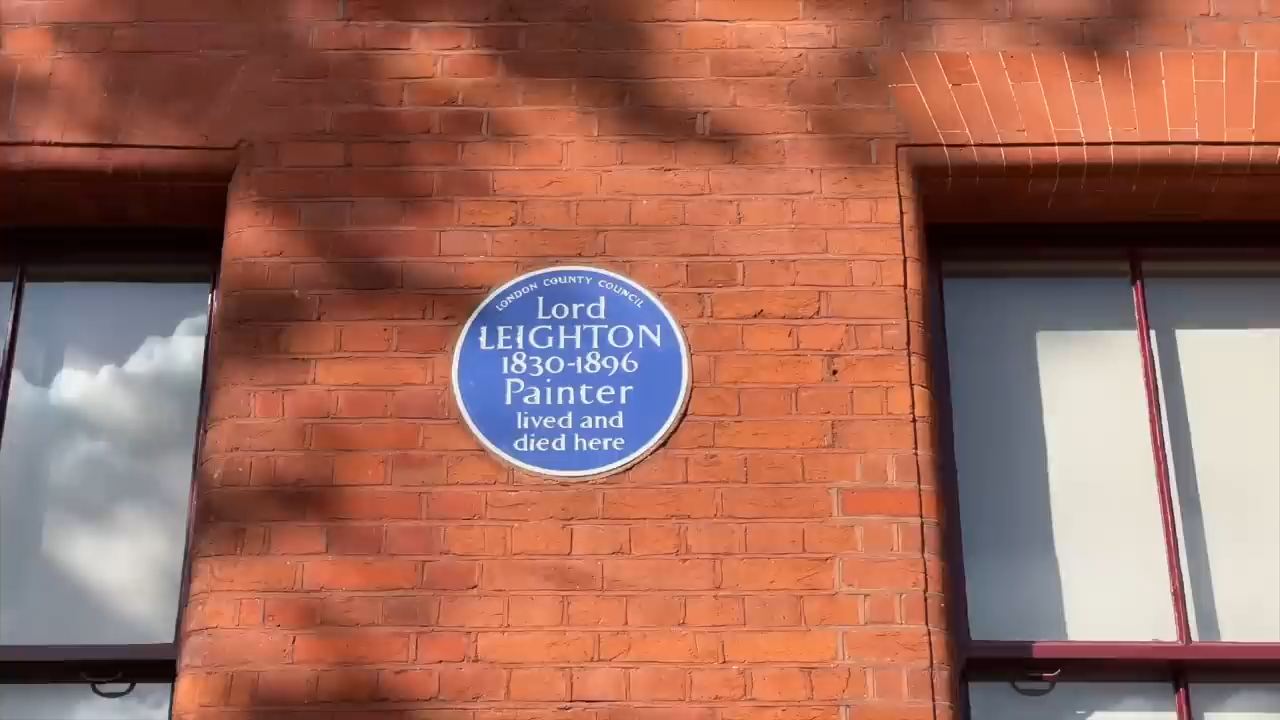 LONDON COUNTY COUNCIL
Lord
LEIGHTON
1830-1896
Painter
lived and
died here